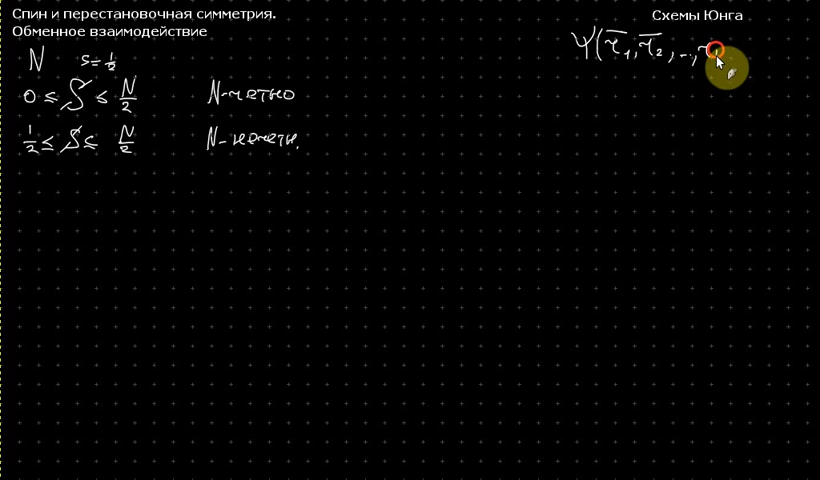 Спин и перестановочная симметрия.
Обменное взаимодействие
N s=1/2
0 ≤ S ≤ N/2 N-четно
1/2 ≤ S ≤ N/2 N-нечетн.
Схемы Юнга
Ψ(r̄₁, r̄₂, ..., r